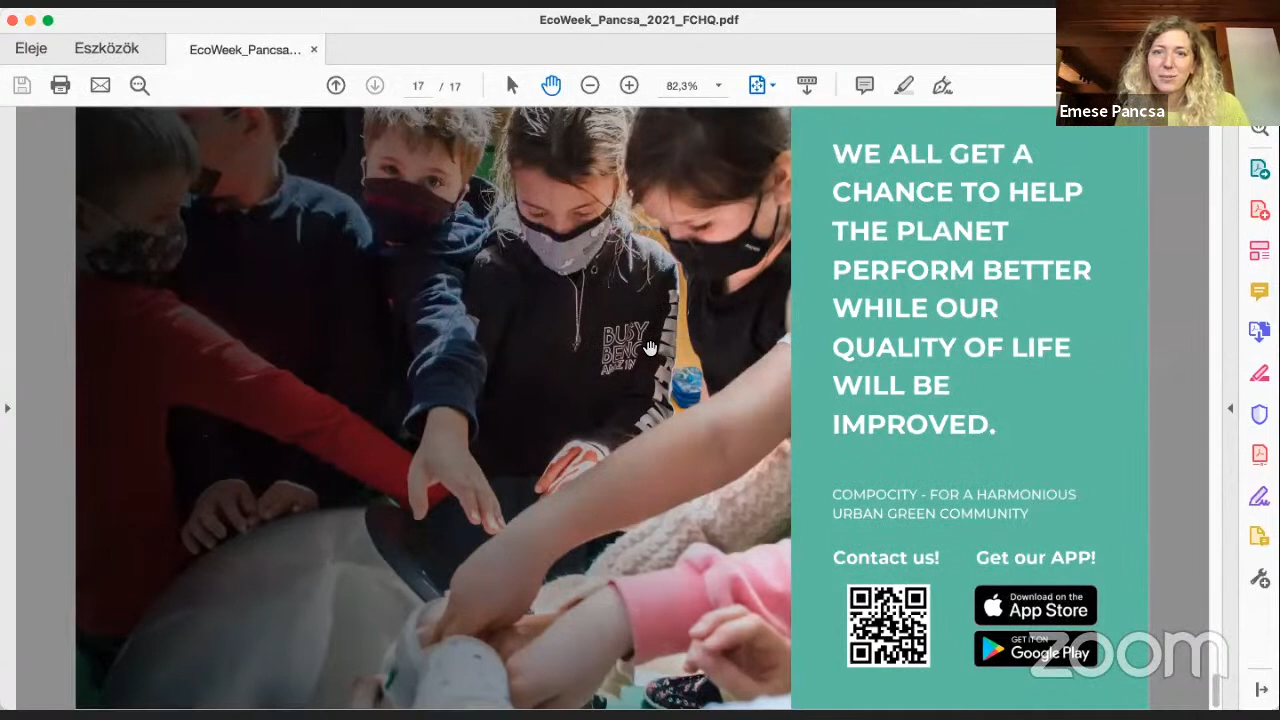 EcoWeek_Pancsa_2021_FCHQ.pdf
Eleje
Eszközök
EcoWeek_Pancsa...
17 / 17
82,3%
Emese Pancsa
WE ALL GET A
CHANCE TO HELP
THE PLANET
PERFORM BETTER
WHILE OUR
QUALITY OF LIFE
WILL BE
IMPROVED.
BUSY
COMPOCITY - FOR A HARMONIOUS
URBAN GREEN COMMUNITY
Contact us!
Get our APP!
Download on the
App Store
GET IT ON
Google Play
zoom